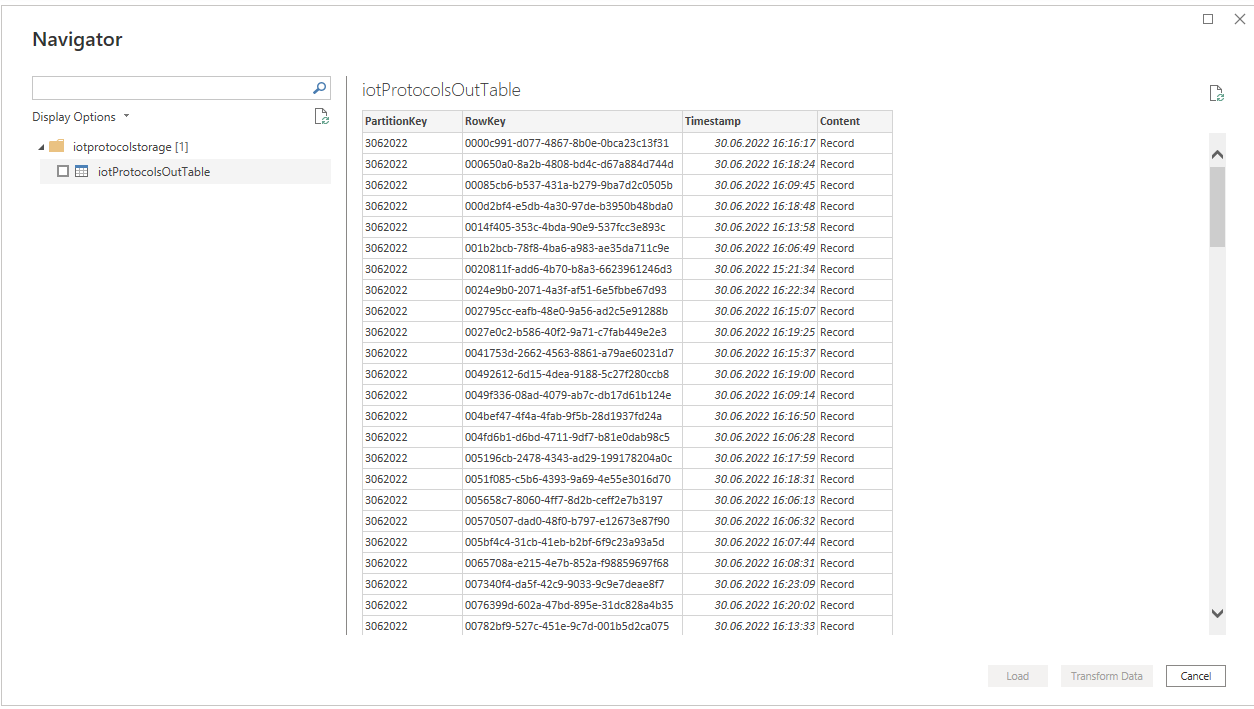 Navigator
Display Options
iotprotocolstorage [1]
iotProtocolsOutTable
iotProtocolsOutTable
PartitionKey RowKey Timestamp Content
3062022 0000c991-d077-4867-8b0e-0bca23c13f31 30.06.2022 16:16:17 Record
3062022 000650a0-8a2b-4808-bd4c-d67a884d744d 30.06.2022 16:18:24 Record
3062022 00085cb6-b537-431a-b279-9ba7d2c0505b 30.06.2022 16:09:45 Record
3062022 000d2bf4-e5db-4a30-97de-b3950b48bda0 30.06.2022 16:18:48 Record
3062022 0014f405-353c-4bda-90e9-537fcc3e893c 30.06.2022 16:13:58 Record
3062022 001b2bcb-78f8-4ba6-a983-ae35da711c9e 30.06.2022 16:06:49 Record
3062022 0020811f-add6-4b70-b8a3-6623961246d3 30.06.2022 15:21:34 Record
3062022 0024e9b0-2071-4a3f-af51-6e5fbbe67d93 30.06.2022 16:22:34 Record
3062022 002795cc-eafb-48e0-9a56-ad2c5e91288b 30.06.2022 16:15:07 Record
3062022 0027e0c2-b586-40f2-9a71-c7fab449e2e3 30.06.2022 16:19:25 Record
3062022 0041753d-2662-4563-8861-a79ae60231d7 30.06.2022 16:15:37 Record
3062022 00492612-6d15-4dea-9188-5c27f280ccb8 30.06.2022 16:19:00 Record
3062022 0049f336-08ad-4079-ab7c-db17d61b124e 30.06.2022 16:09:14 Record
3062022 004bef47-4f4a-4fab-9f5b-28d1937fd24a 30.06.2022 16:16:50 Record
3062022 004fd6b1-d6bd-4711-9df7-b81e0dab98c5 30.06.2022 16:06:28 Record
3062022 005196cb-2478-4343-ad29-199178204a0c 30.06.2022 16:17:59 Record
3062022 0051f085-c5b6-4393-9a69-4e55e3016d70 30.06.2022 16:18:31 Record
3062022 005658c7-8060-4ff7-8d2b-ceff2e7b3197 30.06.2022 16:06:13 Record
3062022 00570507-dad0-48f0-b797-e12673e87f90 30.06.2022 16:06:32 Record
3062022 005bf4c4-31cb-41eb-b2bf-6f9c23a93a5d 30.06.2022 16:07:44 Record
3062022 0065708a-e215-4e7b-852a-f98859697f68 30.06.2022 16:08:31 Record
3062022 007340f4-da5f-42c9-9033-9c9e7deae8f7 30.06.2022 16:23:09 Record
3062022 0076399d-602a-47bd-895e-31dc828a4b35 30.06.2022 16:20:02 Record
3062022 00782bf9-527c-451e-9c7d-001b5d2ca075 30.06.2022 16:13:33 Record
Load Transform Data Cancel